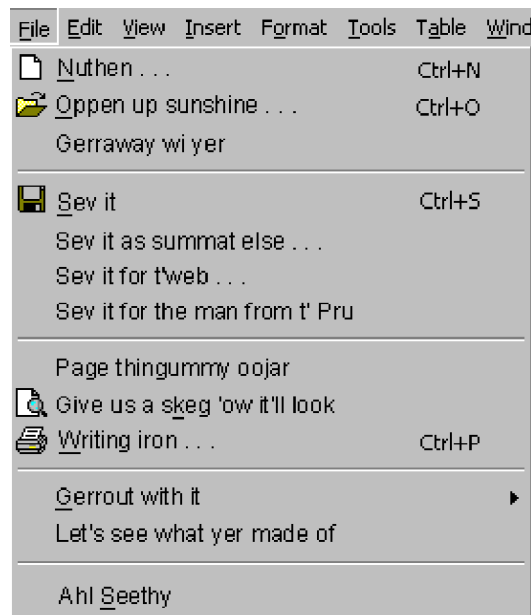 File Edit View Insert Format Tools Table Wind
Nuthen . . . Ctrl+N
Oppen up sunshine . . . Ctrl+O
Gerraway wi yer
Sev it Ctrl+S
Sev it as summat else . . .
Sev it for t'web . . .
Sev it for the man from t' Pru
Page thingummy oojar
Give us a skeg 'ow it'll look
Writing iron . . . Ctrl+P
Gerrout with it
Let's see what yer made of
Ahl Seethy